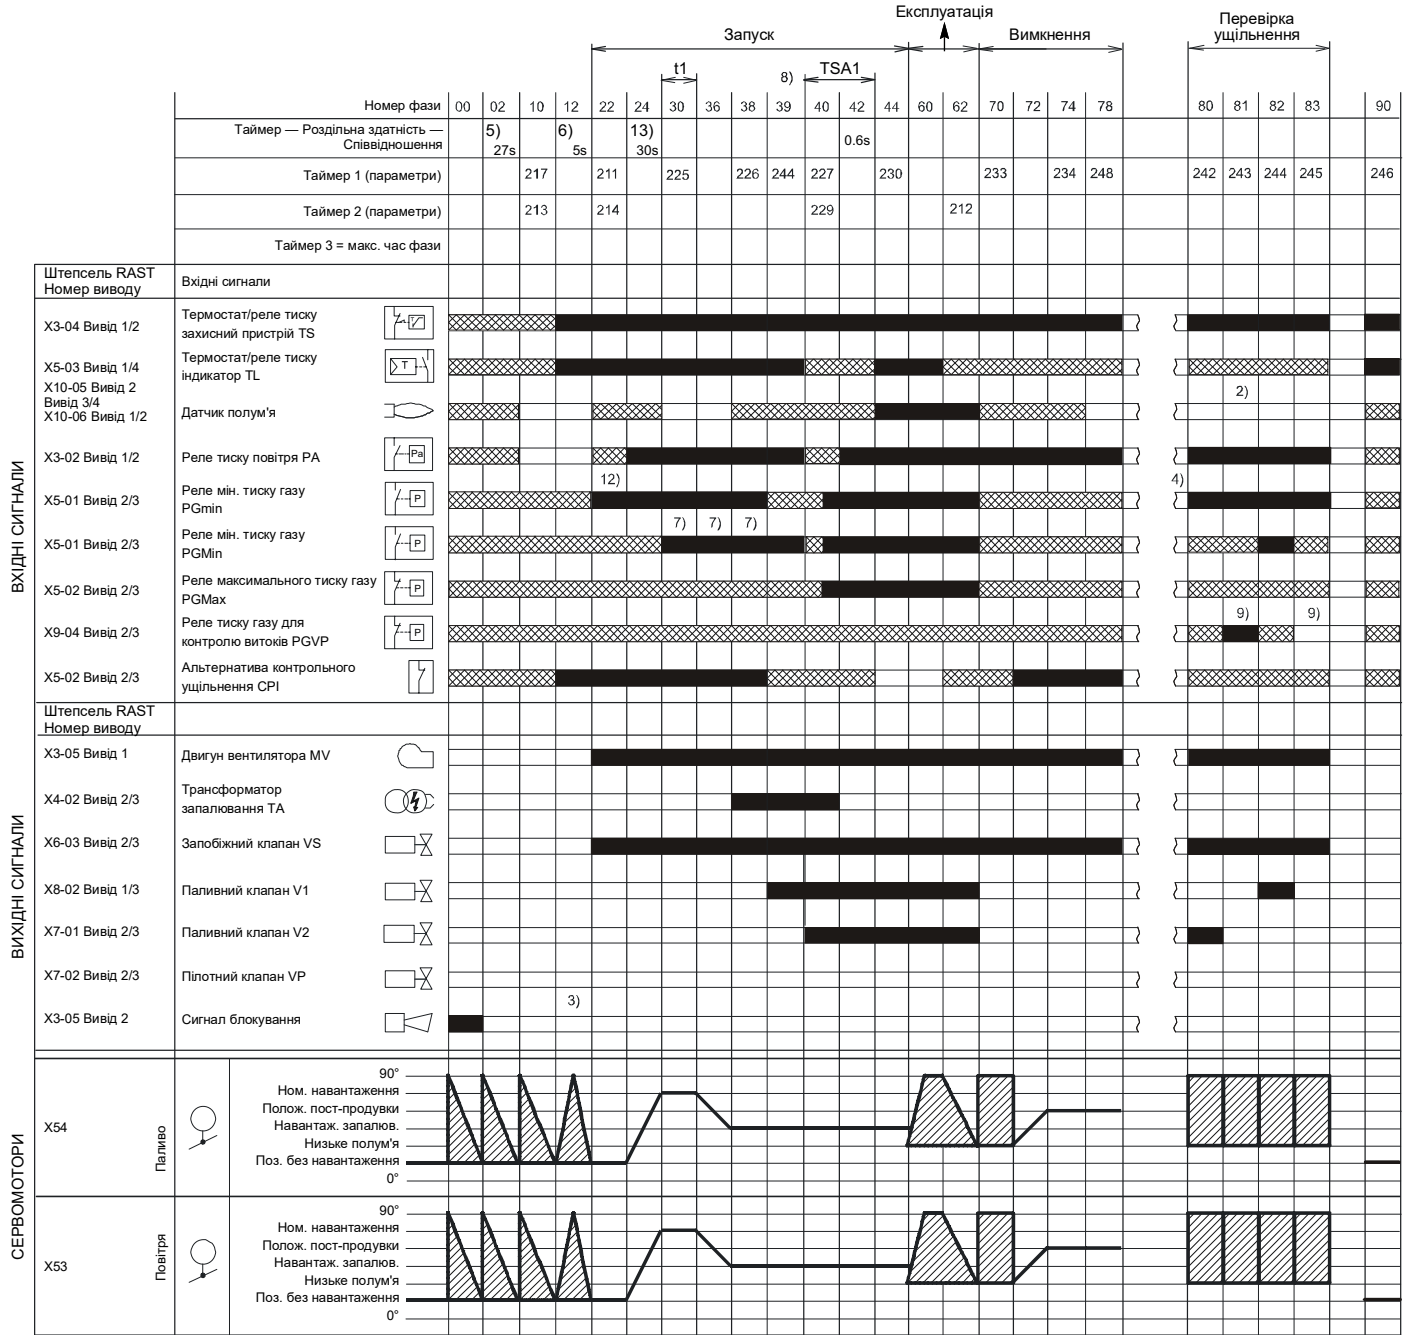 Експлуатація
Запуск
Вимкнення
Перевірка
ущільнення
t1
8)
TSA1
Номер фази 00 02 10 12 22 24 30 36 38 39 40 42 44 60 62 70 72 74 78 80 81 82 83 90
Таймер — Роздільна здатність —
Співвідношення
5) 6) 13)
27s 5s 30s 0.6s
Таймер 1 (параметри) 217 211 225 226 244 227 230 233 234 248 242 243 244 245 246
Таймер 2 (параметри) 213 214 229 212
Таймер 3 = макс. час фази
Штепсель RAST
Номер виводу
Вхідні сигнали
ВХІДНІ СИГНАЛИ
X3-04 Вивід 1/2
Термостат/реле тиску
захисний пристрій TS
X5-03 Вивід 1/4
Термостат/реле тиску
індикатор TL
T
X10-05 Вивід 2
Вивід 3/4
X10-06 Вивід 1/2
Датчик полум'я
2)
X3-02 Вивід 1/2
Реле тиску повітря PA
Pa
12) 4)
X5-01 Вивід 2/3
Реле мін. тиску газу
PGmin
P
7) 7) 7)
X5-01 Вивід 2/3
Реле мін. тиску газу
PGMin
P
X5-02 Вивід 2/3
Реле максимального тиску газу
PGMax
P
9) 9)
X9-04 Вивід 2/3
Реле тиску газу для
контролю витоків PGVP
P
X5-02 Вивід 2/3
Альтернатива контрольного
ущільнення CPI
Штепсель RAST
Номер виводу
ВИХІДНІ СИГНАЛИ
X3-05 Вивід 1
Двигун вентилятора MV
X4-02 Вивід 2/3
Трансформатор
запалювання TA
X6-03 Вивід 2/3
Запобіжний клапан VS
X8-02 Вивід 1/3
Паливний клапан V1
X7-01 Вивід 2/3
Паливний клапан V2
X7-02 Вивід 2/3
Пілотний клапан VP
3)
X3-05 Вивід 2
Сигнал блокування
СЕРВОМОТОРИ
X54
Паливо
90°
Ном. навантаження
Полож. пост-продувки
Навантаж. запалюв.
Низьке полум'я
Поз. без навантаження
0°
X53
Повітря
90°
Ном. навантаження
Полож. пост-продувки
Навантаж. запалюв.
Низьке полум'я
Поз. без навантаження
0°